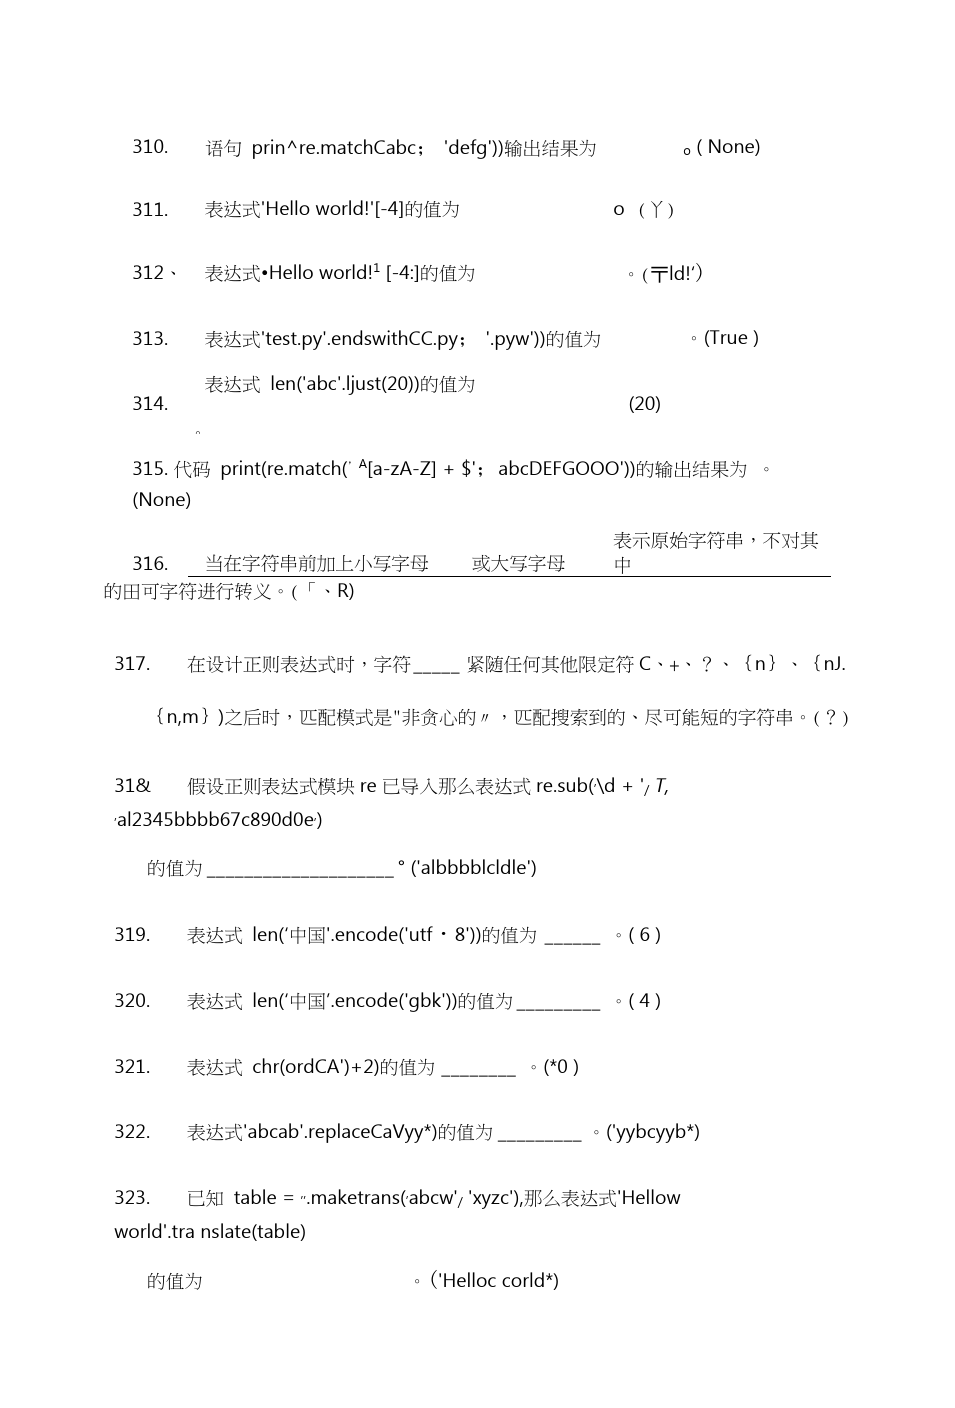 310. 语句 prin^re.matchCabc； 'defg'))输出结果为 。( None)
311. 表达式'Hello world!'[-4]的值为 o (丫)
312、 表达式•Hello world!1 [-4:]的值为 。(〒ld!‘)
313. 表达式'test.py'.endswithCC.py； '.pyw'))的值为 。(True )
表达式 len('abc'.ljust(20))的值为
314. (20)
。
315. 代码 print(re.match(' A[a-zA-Z] + $'；abcDEFGOOO'))的输出结果为 。
(None)
表示原始字符串，不对其
316. 当在字符串前加上小写字母 或大写字母 中
的田可字符进行转义。(「、R)
317. 在设计正则表达式时，字符_____ 紧随任何其他限定符 C、+、？、｛n｝、｛nJ.
｛n,m｝)之后时，匹配模式是"非贪心的〃，匹配搜索到的、尽可能短的字符串。(？)
31& 假设正则表达式模块 re 已导入那么表达式 re.sub('\d + '/ T,
'al2345bbbb67c890d0e')
的值为 ____________________ ° ('albbbblcldle')
319. 表达式 len(‘中国'.encode('utf・8'))的值为 ______ 。( 6 )
320. 表达式 len(‘中国’.encode('gbk'))的值为 _________ 。( 4 )
321. 表达式 chr(ordCA')+2)的值为 ________ 。(*0 )
322. 表达式'abcab'.replaceCaVyy*)的值为 _________ 。('yybcyyb*)
323. 已知 table = ''.maketrans('abcw'/ 'xyzc'),那么表达式'Hellow
world'.tra nslate(table)
的值为 。('Helloc corld*)